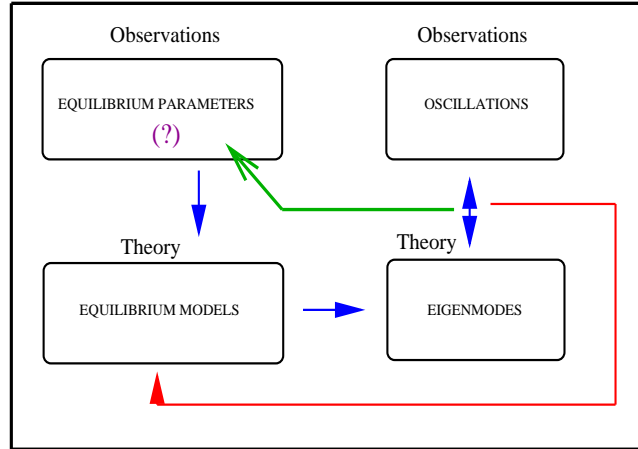 Observations
Observations
EQUILIBRIUM PARAMETERS
(?)
OSCILLATIONS
Theory
Theory
EQUILIBRIUM MODELS
EIGENMODES